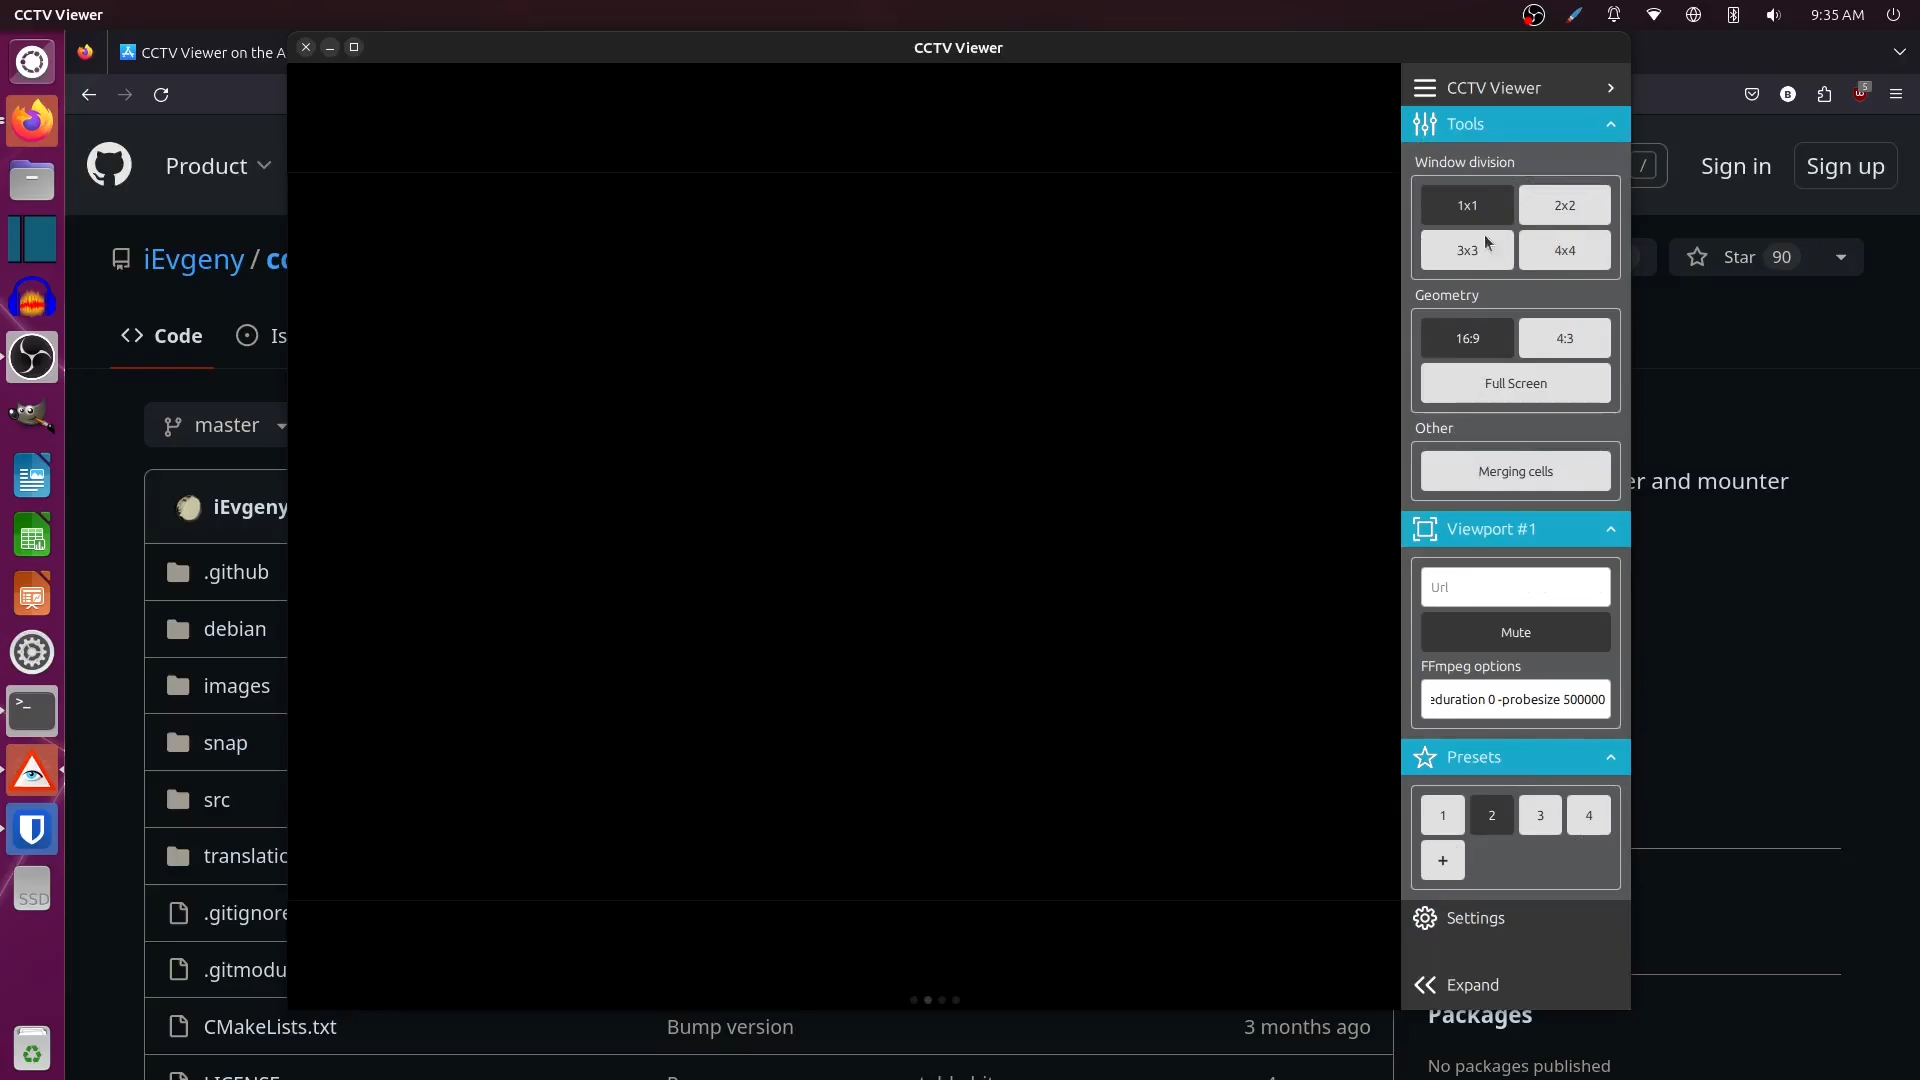 CCTV Viewer
9:35 AM
CCTV Viewer on the A
CCTV Viewer
CCTV Viewer
Product
/
Sign in
Sign up
5
Tools
Window division
1x1
2x2
3x3
4x4
iEvgeny /
Star 90
Geometry
16:9
4:3
Full Screen
Code
Is
master
Other
Merging cells
er and mounter
iEvgeny
Viewport #1
Url
Mute
FFmpeg options
eduration 0 -probesize 500000
.github
debian
images
snap
src
translatio
.gitignore
.gitmodu
Presets
1
2
3
4
+
Settings
Expand
SSD
CMakeLists.txt
Bump version
3 months ago
Packages
No packages published